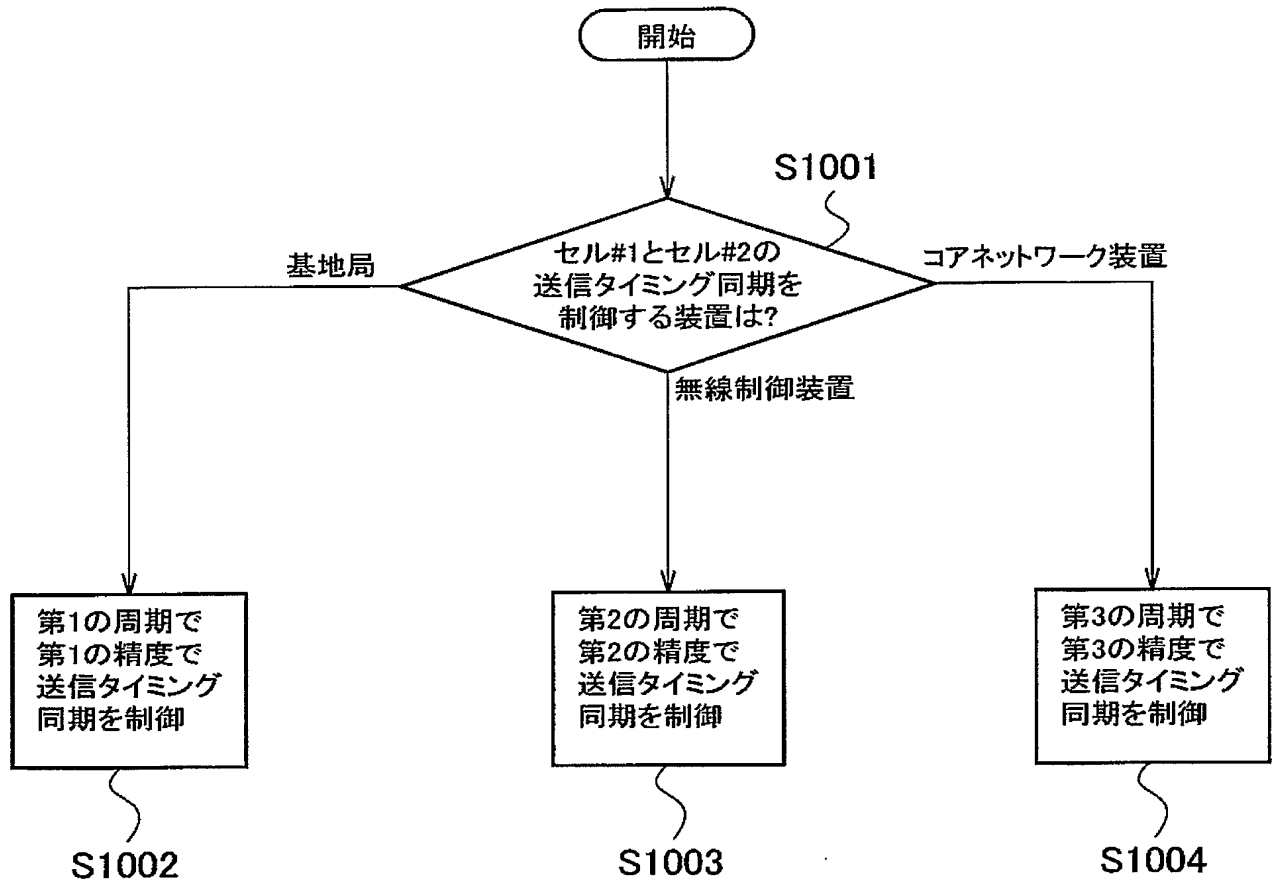 開始
S1001
セル#1とセル#2の
送信タイミング同期を
制御する装置は?
基地局
コアネットワーク装置
無線制御装置
第1の周期で
第1の精度で
送信タイミング
同期を制御
第2の周期で
第2の精度で
送信タイミング
同期を制御
第3の周期で
第3の精度で
送信タイミング
同期を制御
S1002
S1003
S1004